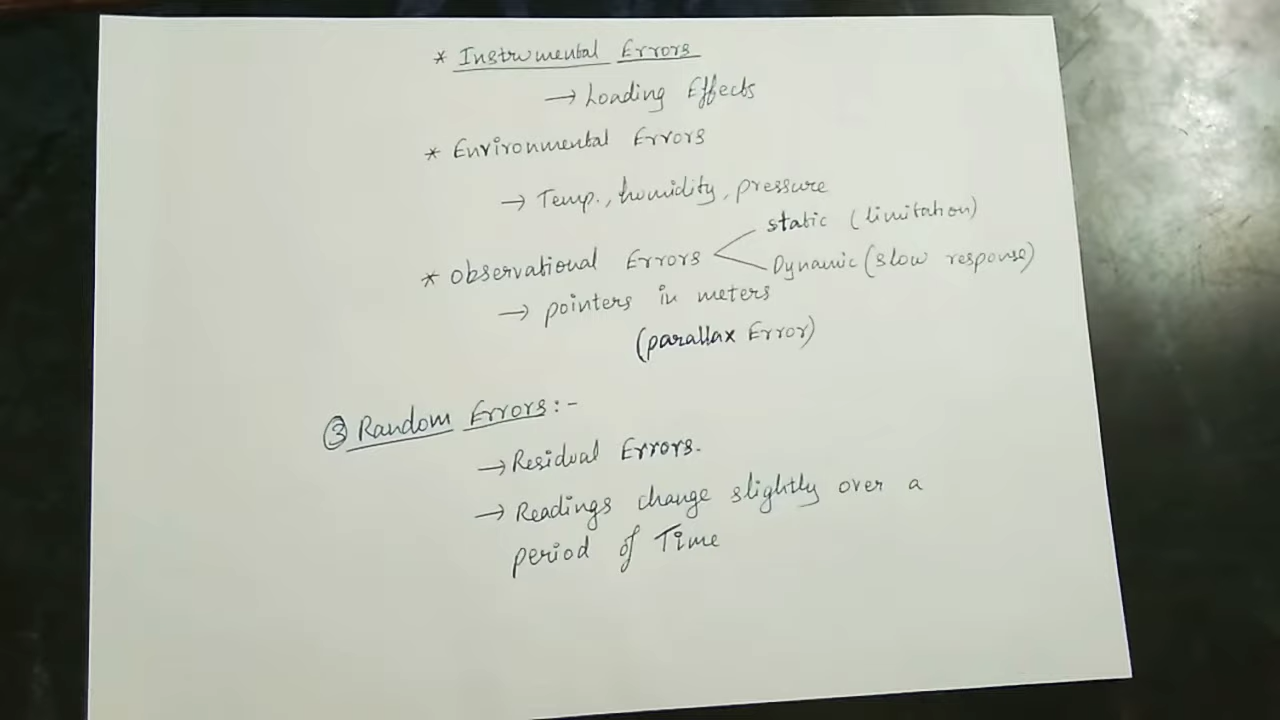 * Instrumental Errors
→ Loading Effects
* Environmental Errors
→ Temp., humidity, pressure
* Observational Errors
static (limitation)
Dynamic (slow response)
→ pointers in meters
(parallax Error)
③ Random Errors:-
→ Residual Errors.
→ Readings change slightly over a
period of Time